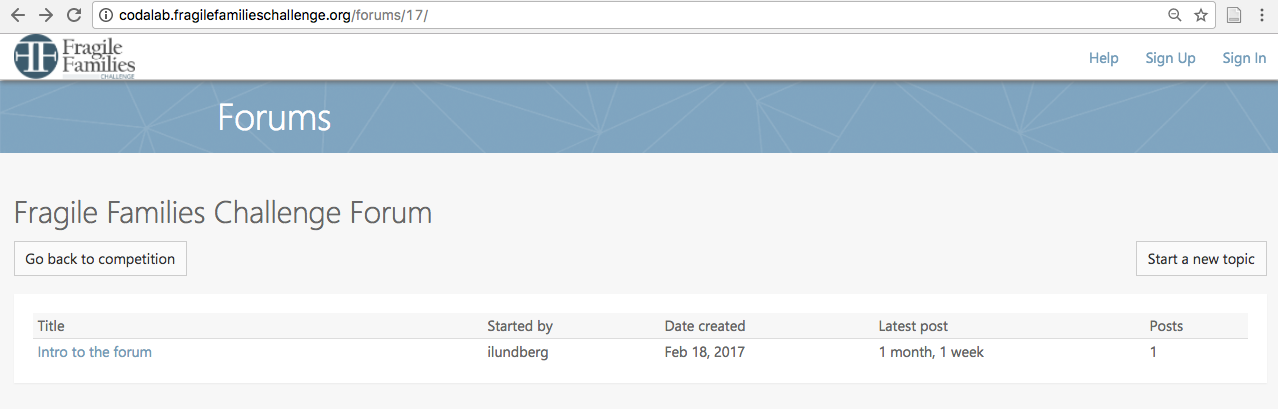 codalab.fragilefamilieschallenge.org/forums/17/
Fragile
Families
CHALLENGE
Help Sign Up Sign In
Forums
Fragile Families Challenge Forum
Go back to competition Start a new topic
Title Started by Date created Latest post Posts
Intro to the forum ilundberg Feb 18, 2017 1 month, 1 week 1